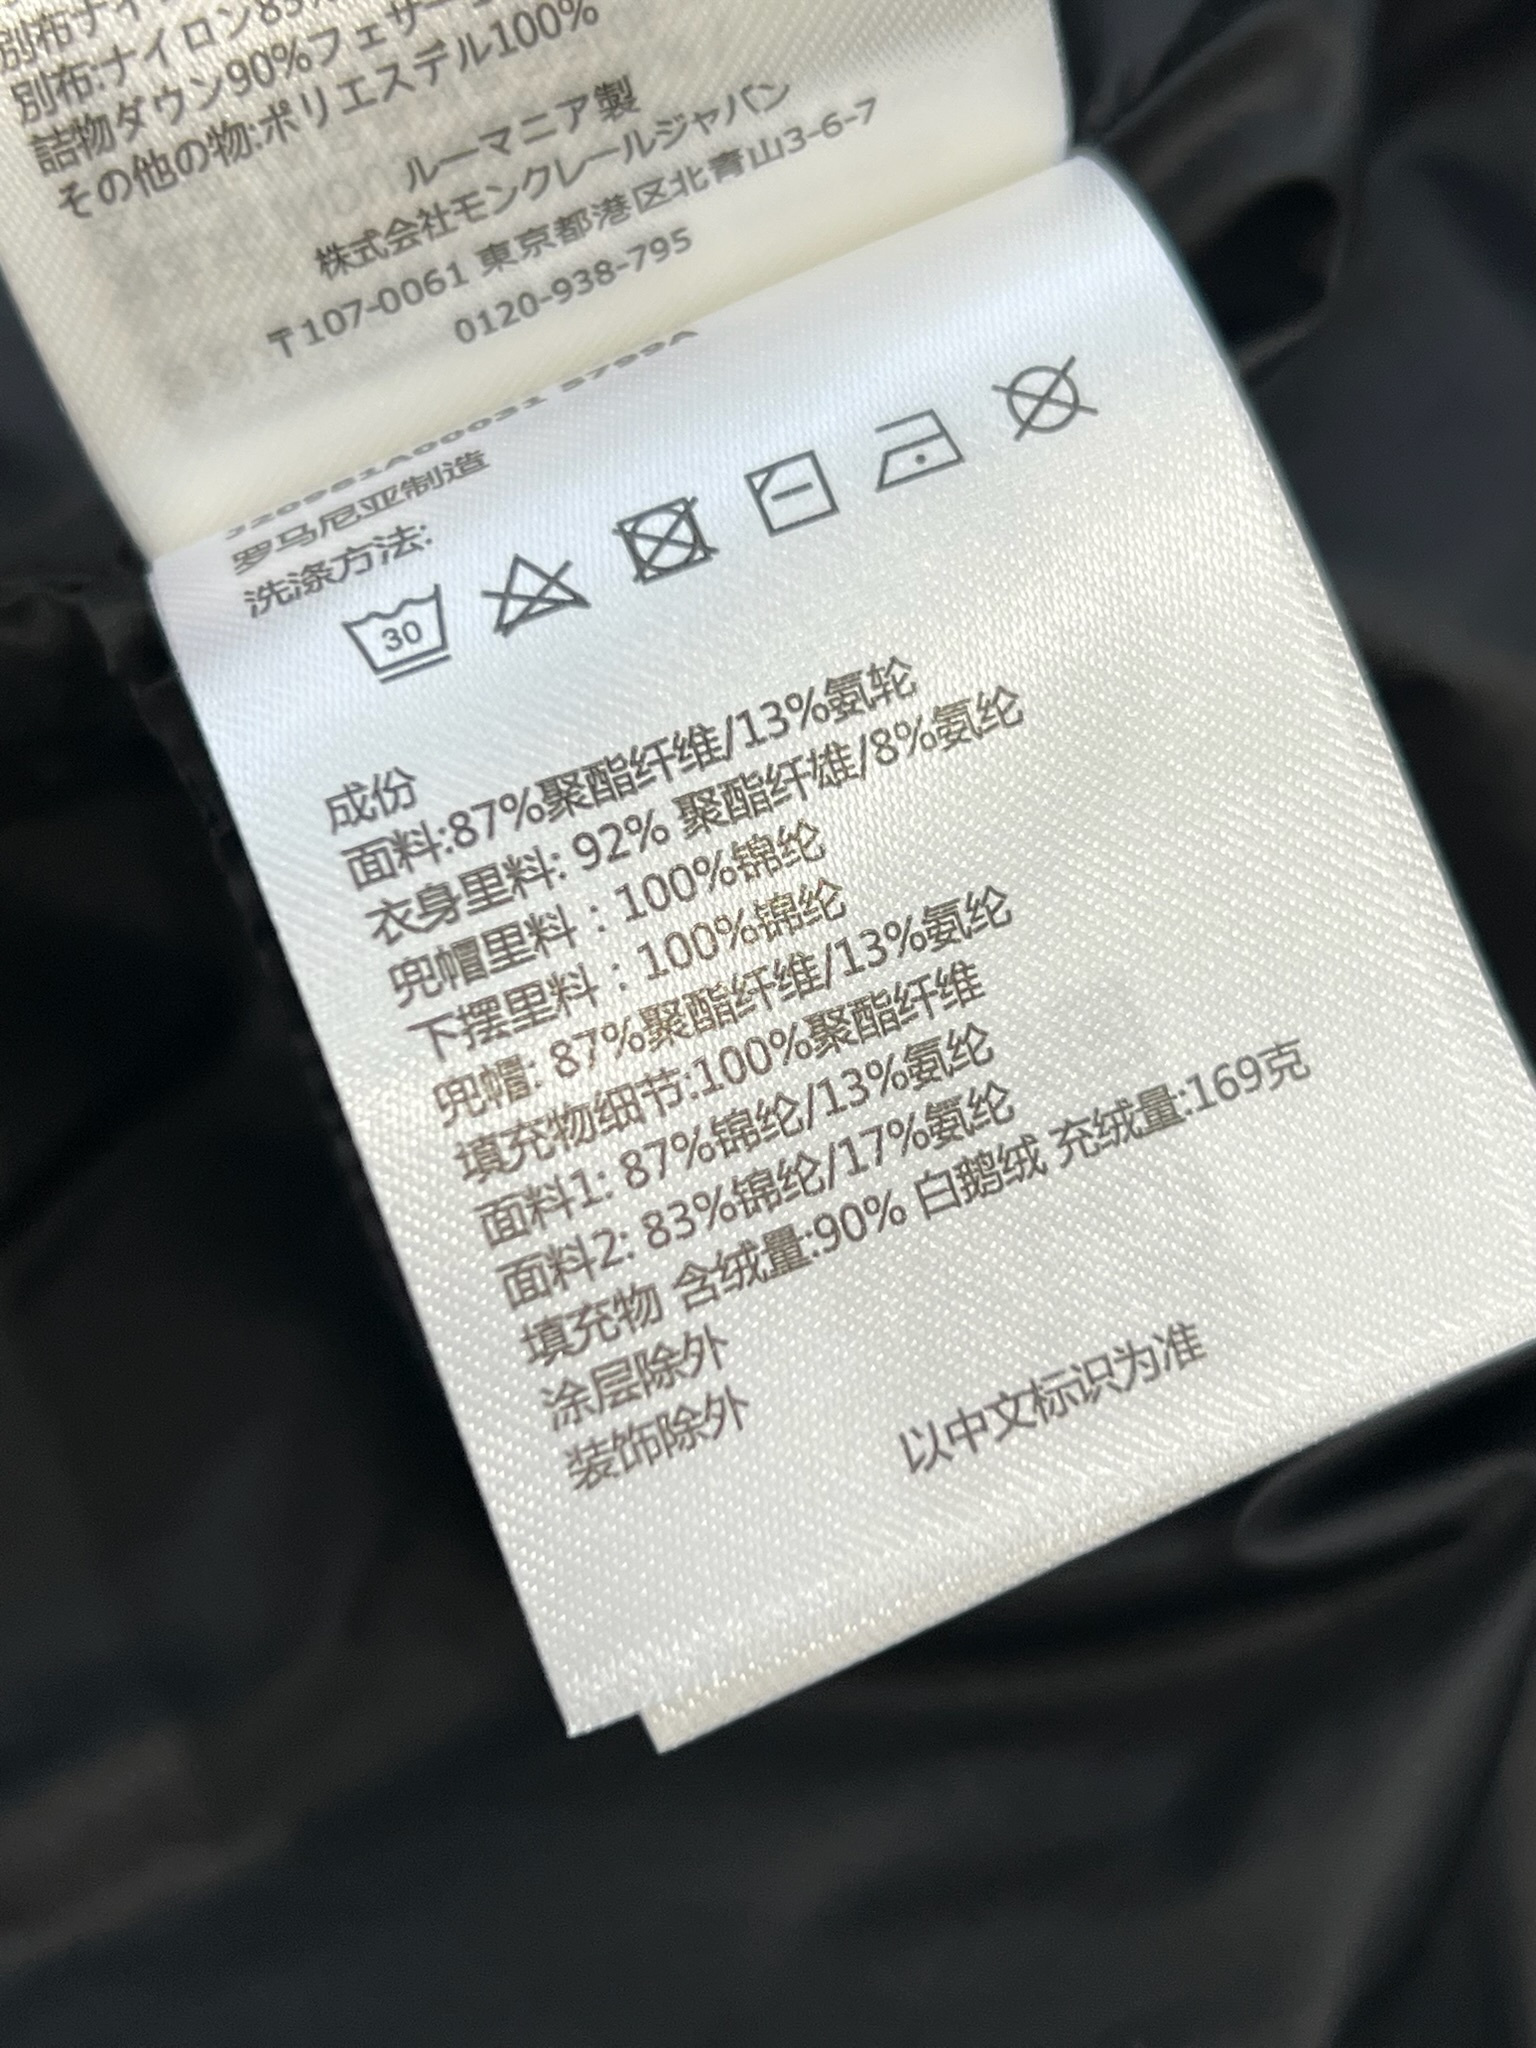 別布:ナイロン83%
詰物ダウン90%フェザー
その他の物:ポリエステル100%
ルーマニア製
株式会社モンクレールジャパン
〒107-0061 東京都港区北青山3-6-7
0120-938-795
罗马尼亚制造
洗涤方法:
30
成份
面料:87%聚酯纤维/13%氨轮
衣身里料: 92% 聚酯纤雄/8%氨纶
兜帽里料：100%锦纶
下摆里料：100%锦纶
兜帽: 87%聚酯纤维/13%氨纶
填充物细节:100%聚酯纤维
面料1: 87%锦纶/13%氨纶
面料2: 83%锦纶/17%氨纶
填充物 含绒量:90% 白鹅绒 充绒量:169克
涂层除外
装饰除外
以中文标识为准